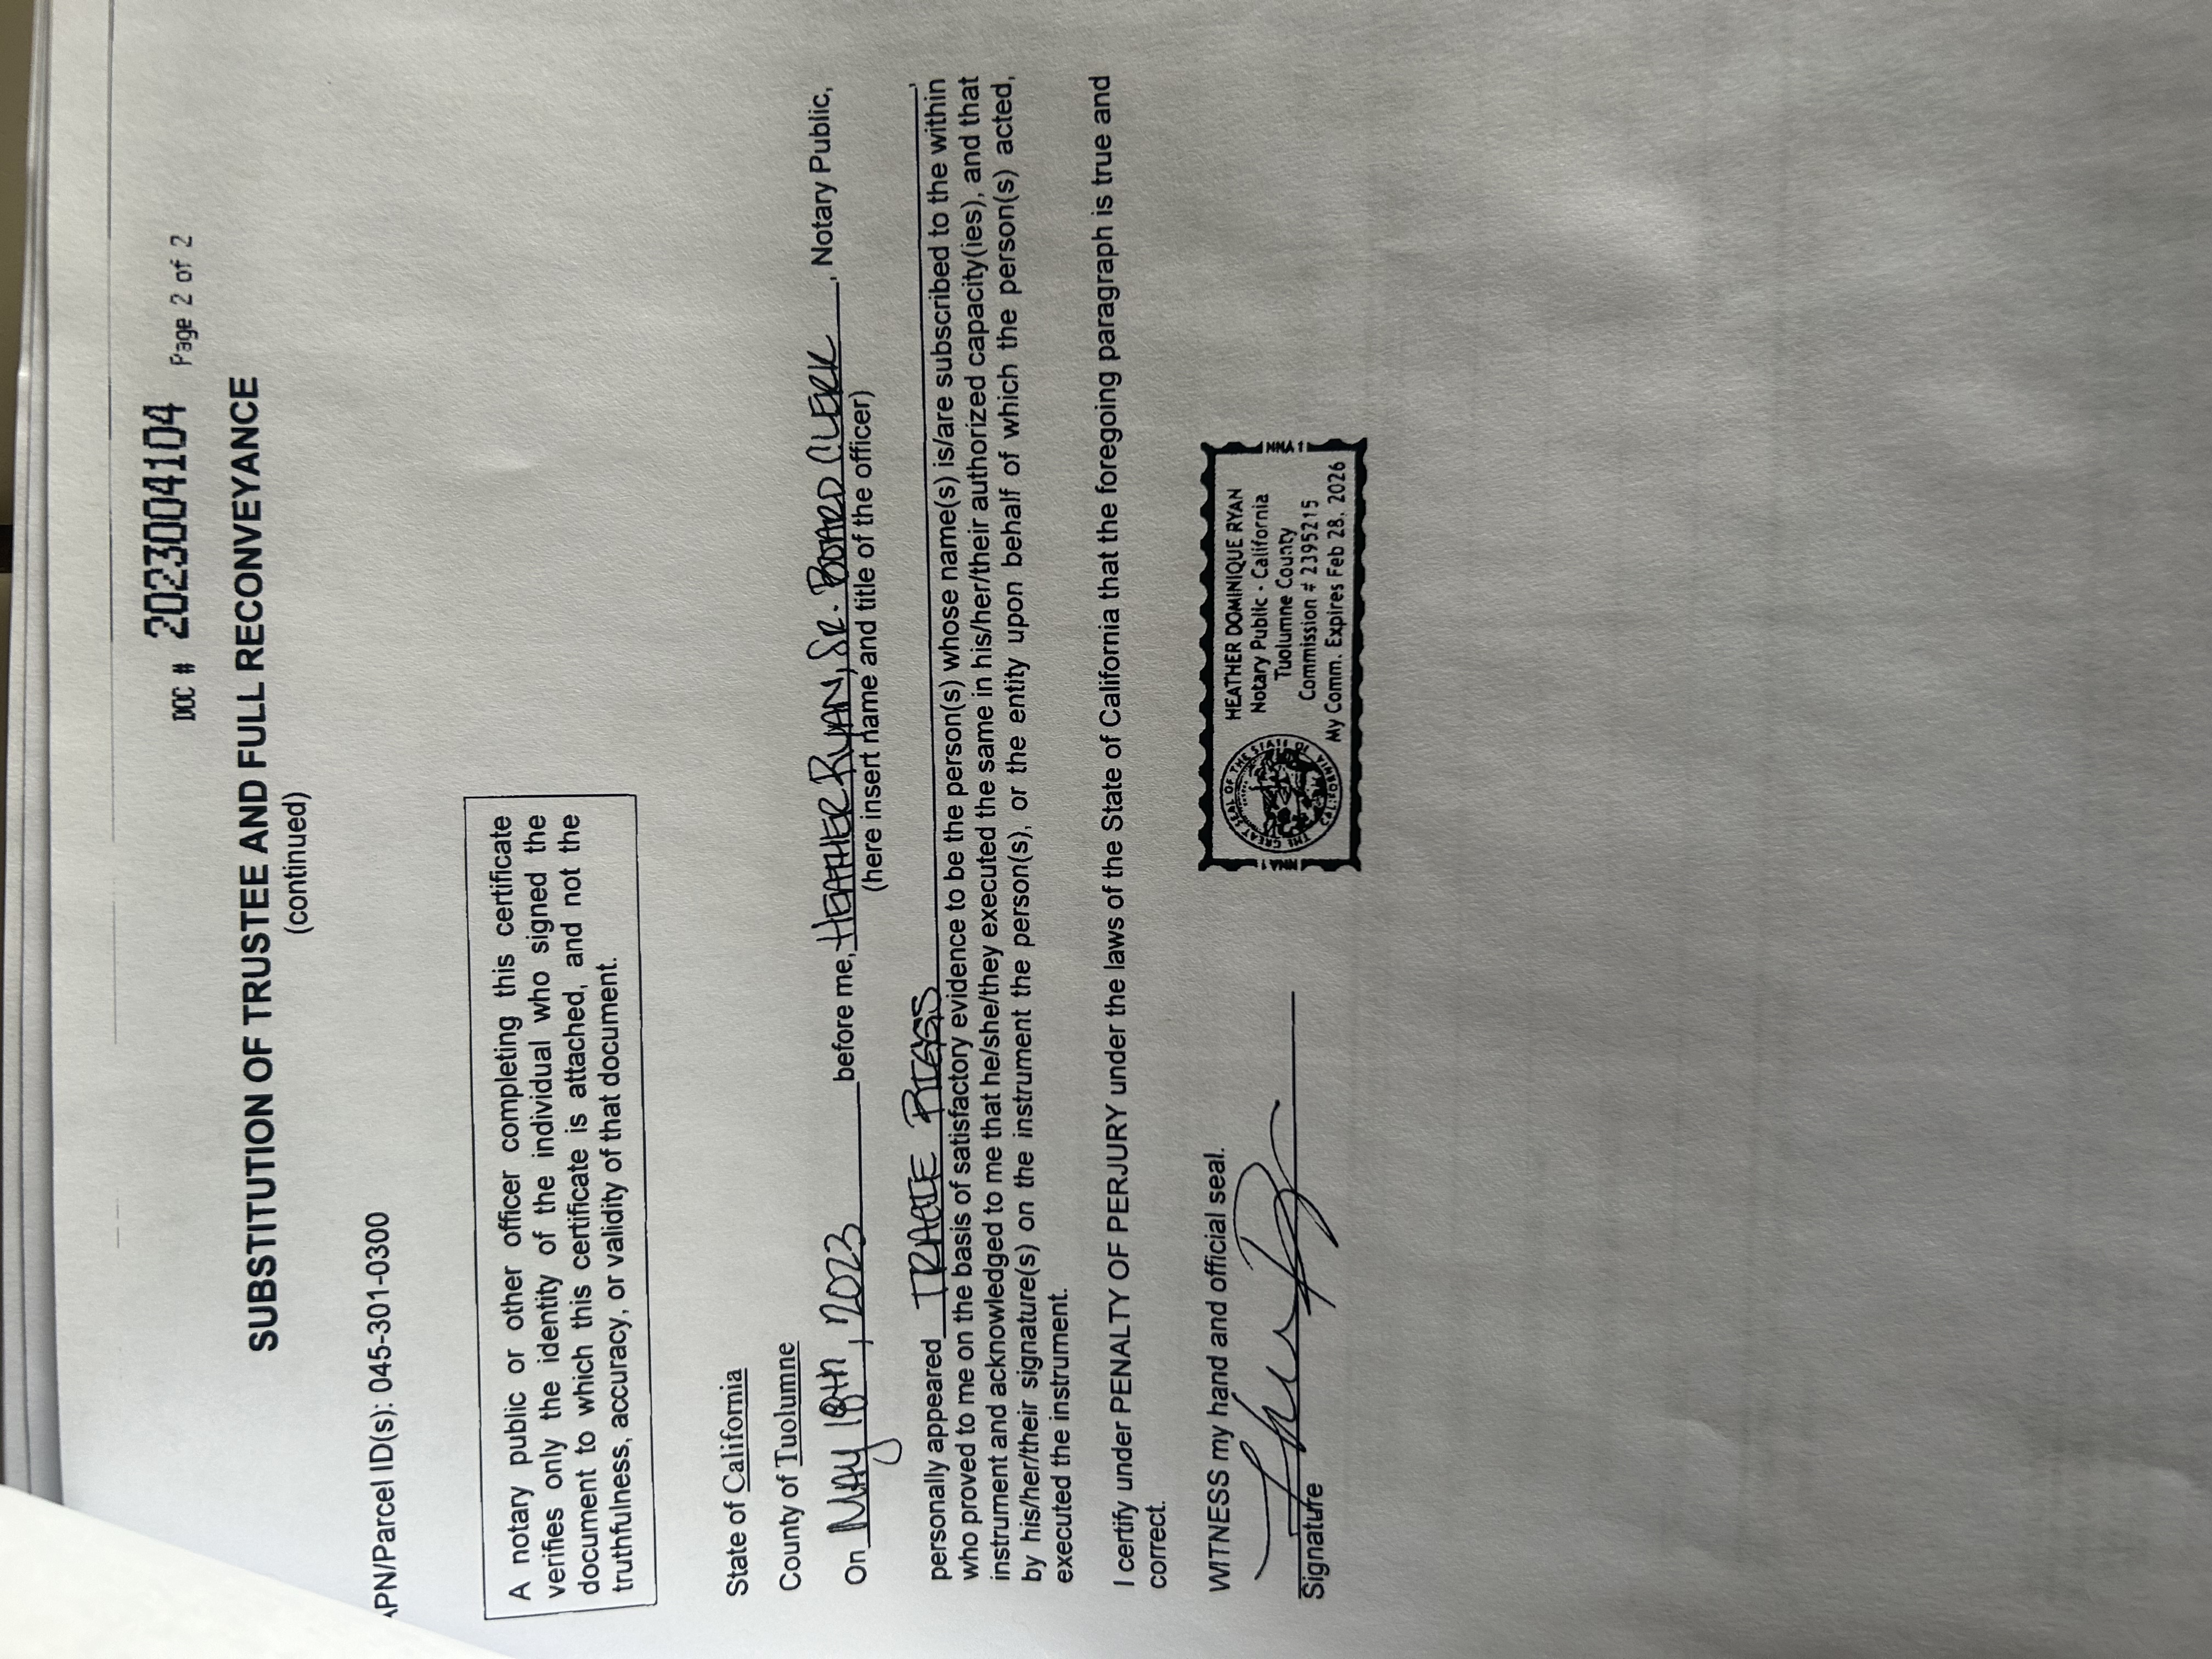 DOC # 2023004104 Page 2 of 2
SUBSTITUTION OF TRUSTEE AND FULL RECONVEYANCE
(continued)
APN/Parcel ID(s): 045-301-0300
A notary public or other officer completing this certificate
verifies only the identity of the individual who signed the
document to which this certificate is attached, and not the
truthfulness, accuracy, or validity of that document.
State of California
County of Tuolumne
On MAY 18th, 2023 before me, HEATHER RYAN, SR. BOARD CLERK, Notary Public,
(here insert name and title of the officer)
personally appeared TRACIE RIGGS,
who proved to me on the basis of satisfactory evidence to be the person(s) whose name(s) is/are subscribed to the within
instrument and acknowledged to me that he/she/they executed the same in his/her/their authorized capacity(ies), and that
by his/her/their signature(s) on the instrument the person(s), or the entity upon behalf of which the person(s) acted,
executed the instrument.
I certify under PENALTY OF PERJURY under the laws of the State of California that the foregoing paragraph is true and
correct.
WITNESS my hand and official seal.
Signature
THE GREAT SEAL OF THE STATE OF CALIFORNIA
NNA 1
HEATHER DOMINIQUE RYAN
Notary Public - California
Tuolumne County
Commission # 2395215
My Comm. Expires Feb 28, 2026
NNA 1